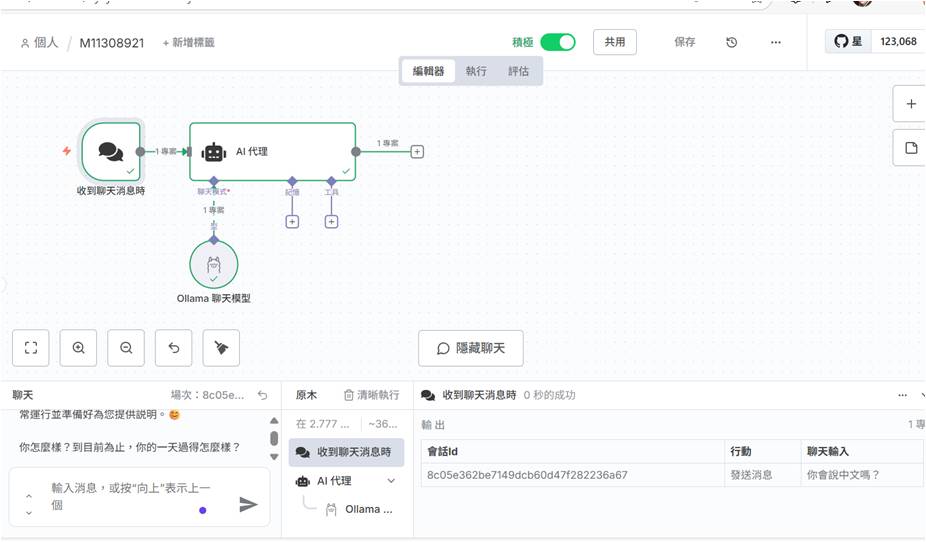 個人 / M11308921 + 新增標籤
積極
共用
保存
...
星 123,068
編輯器 執行 評估
1 專案
AI 代理
1 專案
收到聊天消息時
聊天模式*
記憶
工具
1 專案
型
Ollama 聊天模型
隱藏聊天
聊天
場次：8c05e...
常運行並準備好為您提供説明。😊
你怎麼樣？到目前為止，你的一天過得怎麼樣？
輸入消息，或按“向上”表示上一
個
原木
清晰執行
在 2.777 ...
~36...
收到聊天消息時
AI 代理
Ollama ...
收到聊天消息時 0 秒的成功
...
輸出
1 專
會話Id 行動 聊天輸入
8c05e362be7149dcb60d47f282236a67 發送消息 你會說中文嗎？